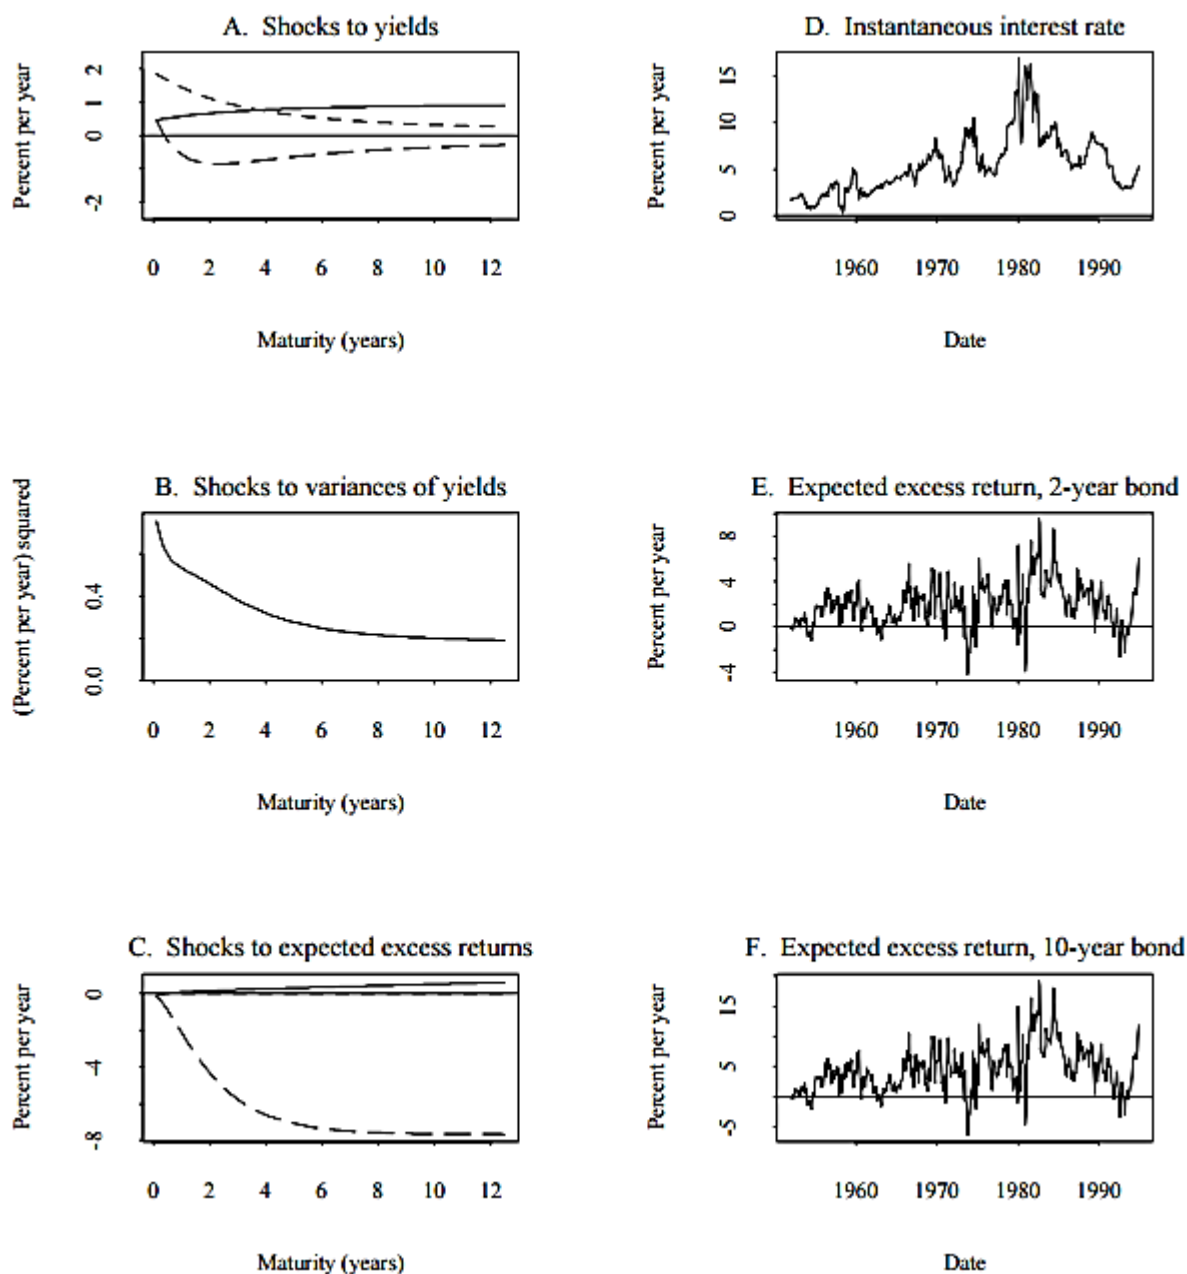 A. Shocks to yields
Percent per year
2
1
0
-2
0 2 4 6 8 10 12
Maturity (years)
D. Instantaneous interest rate
Percent per year
15
10
5
0
1960 1970 1980 1990
Date
B. Shocks to variances of yields
(Percent per year) squared
0.4
0.0
0 2 4 6 8 10 12
Maturity (years)
E. Expected excess return, 2-year bond
Percent per year
8
4
0
-4
1960 1970 1980 1990
Date
C. Shocks to expected excess returns
Percent per year
0
-4
-8
0 2 4 6 8 10 12
Maturity (years)
F. Expected excess return, 10-year bond
Percent per year
15
5
-5
1960 1970 1980 1990
Date